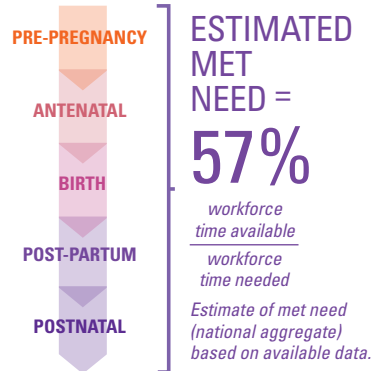 PRE-PREGNANCY
ANTENATAL
BIRTH
POST-PARTUM
POSTNATAL
ESTIMATED
MET
NEED =
57%
workforce
time available
workforce
time needed
Estimate of met need
(national aggregate)
based on available data.